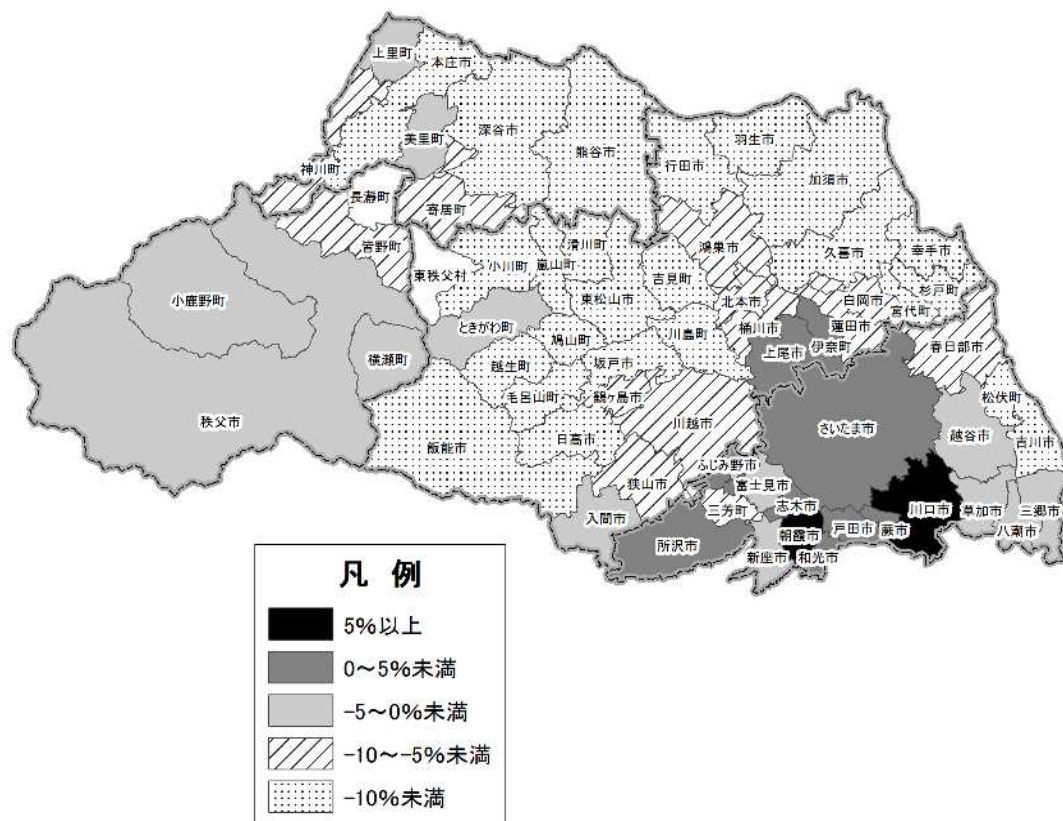 上里町
本庄市
深谷市
美里町
熊谷市
羽生市
行田市
加須市
神川町
長瀞町
寄居町
皆野町
鴻巣市
久喜市
幸手市
滑川町
小川町
嵐山町
吉見町
東秩父村
杉戸町
小鹿野町
東松山市
北本市
白岡市
宮代町
ときがわ町
桶川市
蓮田市
川島町
鳩山町
上尾市
伊奈町
春日部市
横瀬町
越生町
坂戸市
毛呂山町
鶴ヶ島市
松伏町
秩父市
川越市
さいたま市
越谷市
飯能市
日高市
吉川市
ふじみ野市
狭山市
富士見市
入間市
三芳町
志木市
川口市
草加市
三郷市
所沢市
朝霞市
戸田市
蕨市
八潮市
新座市
和光市
凡 例
5%以上
0～5%未満
-5～0%未満
-10～-5%未満
-10%未満